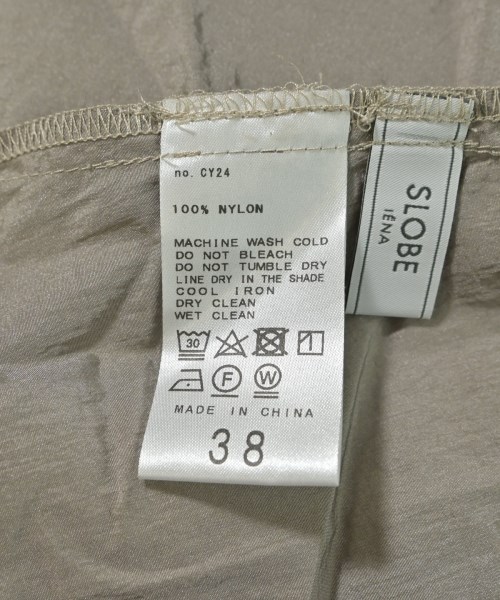 no. CY24
100% NYLON
MACHINE WASH COLD
DO NOT BLEACH
DO NOT TUMBLE DRY
LINE DRY IN THE SHADE
COOL IRON
DRY CLEAN
WET CLEAN
30
F W
MADE IN CHINA
38
SLOBE
IÉNA